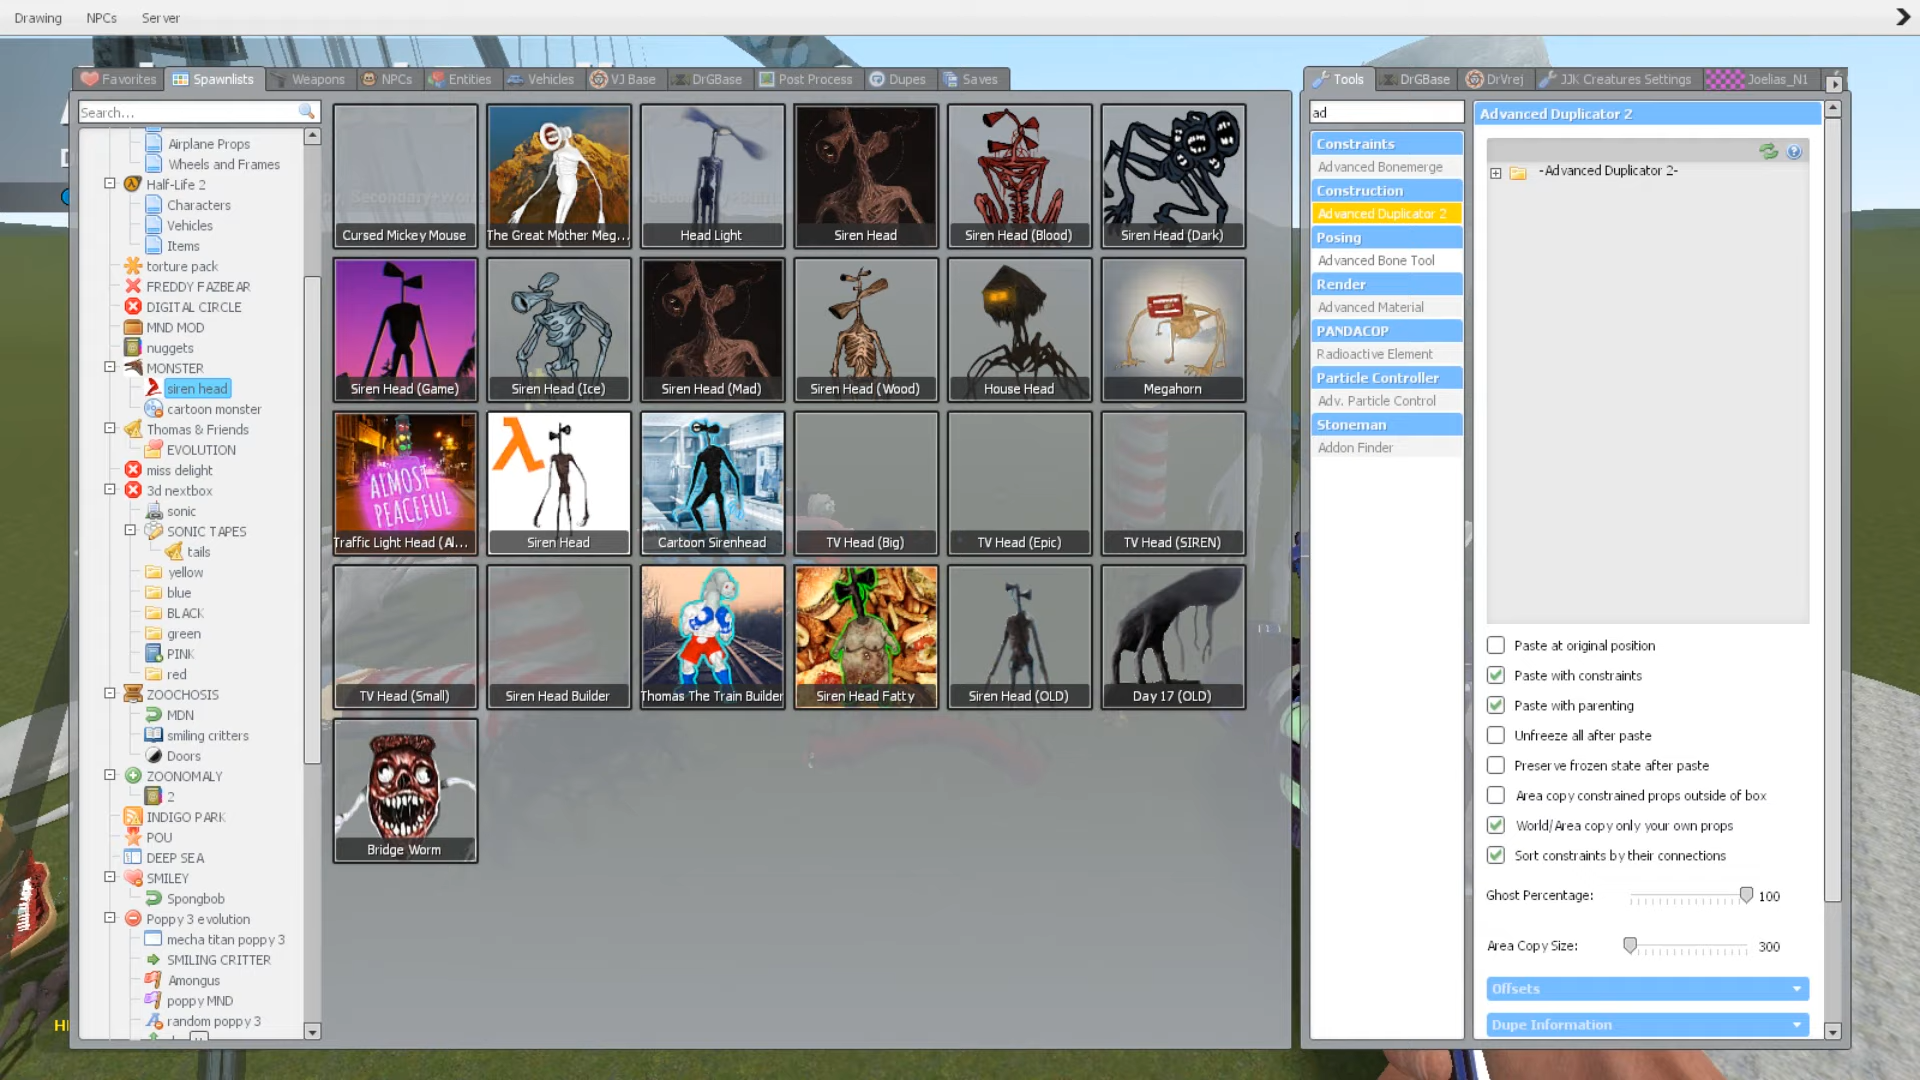 Drawing NPCs Server
Favorites Spawnlists Weapons NPCs Entities Vehicles VJ Base DrGBase Post Process Dupes Saves
Search...
Airplane Props
Wheels and Frames
Half-Life 2
Characters
Vehicles
Items
torture pack
FREDDY FAZBEAR
DIGITAL CIRCLE
MND MOD
nuggets
MONSTER
siren head
cartoon monster
Thomas & Friends
EVOLUTION
miss delight
3d nextbox
sonic
SONIC TAPES
tails
yellow
blue
BLACK
green
PINK
red
ZOOCHOSIS
MDN
smiling critters
Doors
ZOONOMALY
2
INDIGO PARK
POU
DEEP SEA
SMILEY
Spongbob
Poppy 3 evolution
mecha titan poppy 3
SMILING CRITTER
Amongus
poppy MND
random poppy 3
Cursed Mickey Mouse
The Great Mother Meg...
Head Light
Siren Head
Siren Head (Blood)
Siren Head (Dark)
Siren Head (Game)
Siren Head (Ice)
Siren Head (Mad)
Siren Head (Wood)
House Head
Megahorn
ALMOST
PEACEFUL
Traffic Light Head (Al...
Siren Head
Cartoon Sirenhead
TV Head (Big)
TV Head (Epic)
TV Head (SIREN)
TV Head (Small)
Siren Head Builder
Thomas The Train Builder
Siren Head Fatty
Siren Head (OLD)
Day 17 (OLD)
Bridge Worm
Tools DrGBase DrVrej JJK Creatures Settings Joelias_N1
ad
Constraints
Advanced Bonemerge
Construction
Advanced Duplicator 2
Posing
Advanced Bone Tool
Render
Advanced Material
PANDACOP
Radioactive Element
Particle Controller
Adv. Particle Control
Stoneman
Addon Finder
Advanced Duplicator 2
-Advanced Duplicator 2-
Paste at original position
Paste with constraints
Paste with parenting
Unfreeze all after paste
Preserve frozen state after paste
Area copy constrained props outside of box
World/Area copy only your own props
Sort constraints by their connections
Ghost Percentage: 100
Area Copy Size: 300
Offsets
Dupe Information